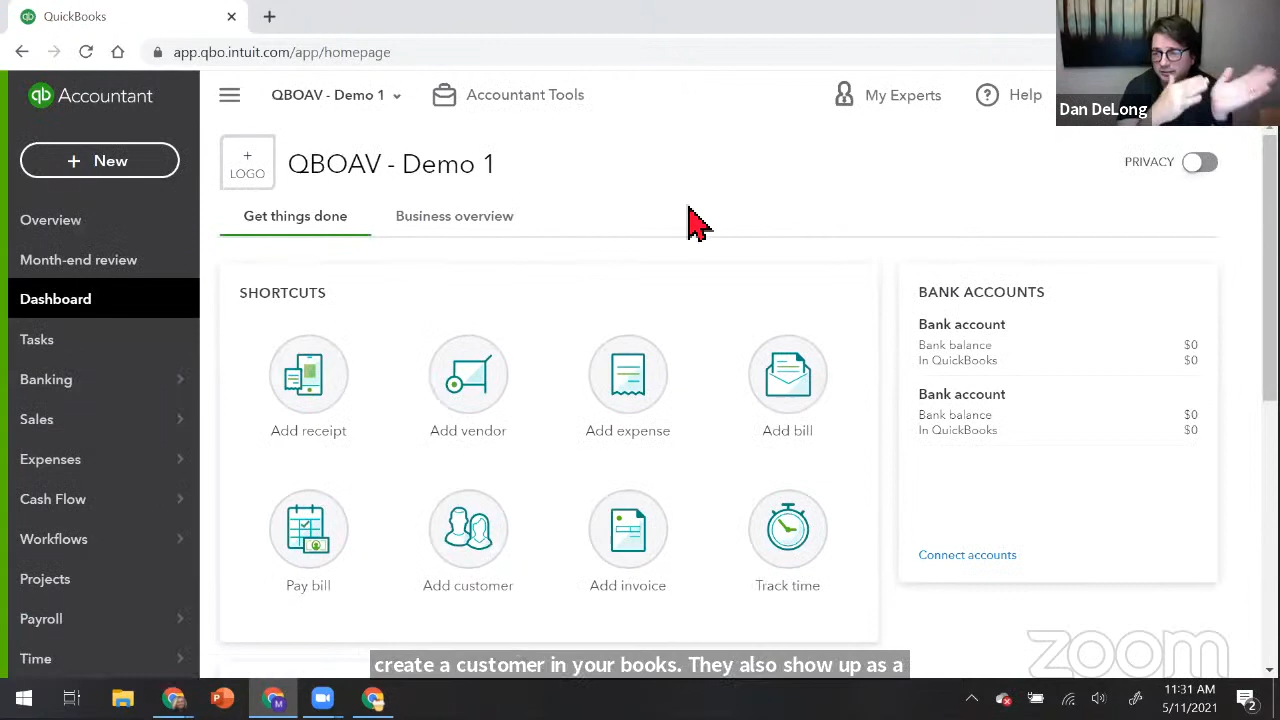 QuickBooks
app.qbo.intuit.com/app/homepage
Dan DeLong
qb Accountant
QBOAV - Demo 1
Accountant Tools
My Experts
Help
+ New
+
LOGO
QBOAV - Demo 1
PRIVACY
Get things done
Business overview
Overview
Month-end review
Dashboard
Tasks
Banking
Sales
Expenses
Cash Flow
Workflows
Projects
Payroll
Time
SHORTCUTS
Add receipt
Add vendor
Add expense
Add bill
Pay bill
Add customer
Add invoice
Track time
BANK ACCOUNTS
Bank account
Bank balance $0
In QuickBooks $0
Bank account
Bank balance $0
In QuickBooks $0
Connect accounts
zoom
create a customer in your books. They also show up as a
11:31 AM
5/11/2021
2